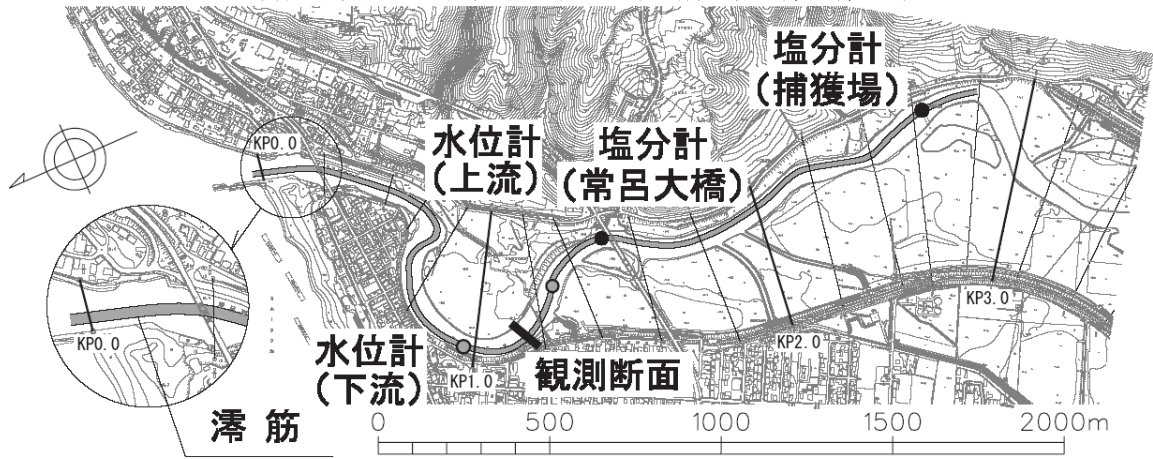 塩分計
(捕獲場)
水位計
(上流)
塩分計
(常呂大橋)
KP0.0
KP0.0
水位計
(下流)
KP1.0
観測断面
KP2.0
KP3.0
澪筋
0 500 1000 1500 2000m